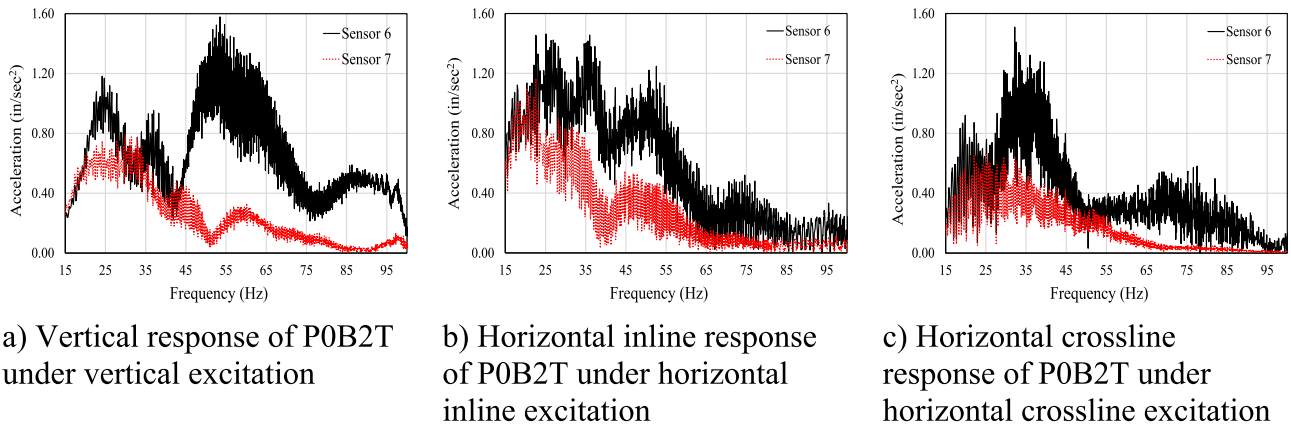 1.60
1.20
0.80
0.40
0.00
Acceleration (in/sec²)
15 25 35 45 55 65 75 85 95
Frequency (Hz)
Sensor 6
Sensor 7
a) Vertical response of P0B2T
under vertical excitation
1.60
1.20
0.80
0.40
0.00
Acceleration (in/sec²)
15 25 35 45 55 65 75 85 95
Frequency (Hz)
Sensor 6
Sensor 7
b) Horizontal inline response
of P0B2T under horizontal
inline excitation
1.60
1.20
0.80
0.40
0.00
Acceleration (in/sec²)
15 25 35 45 55 65 75 85 95
Frequency (Hz)
Sensor 6
Sensor 7
c) Horizontal crossline
response of P0B2T under
horizontal crossline excitation